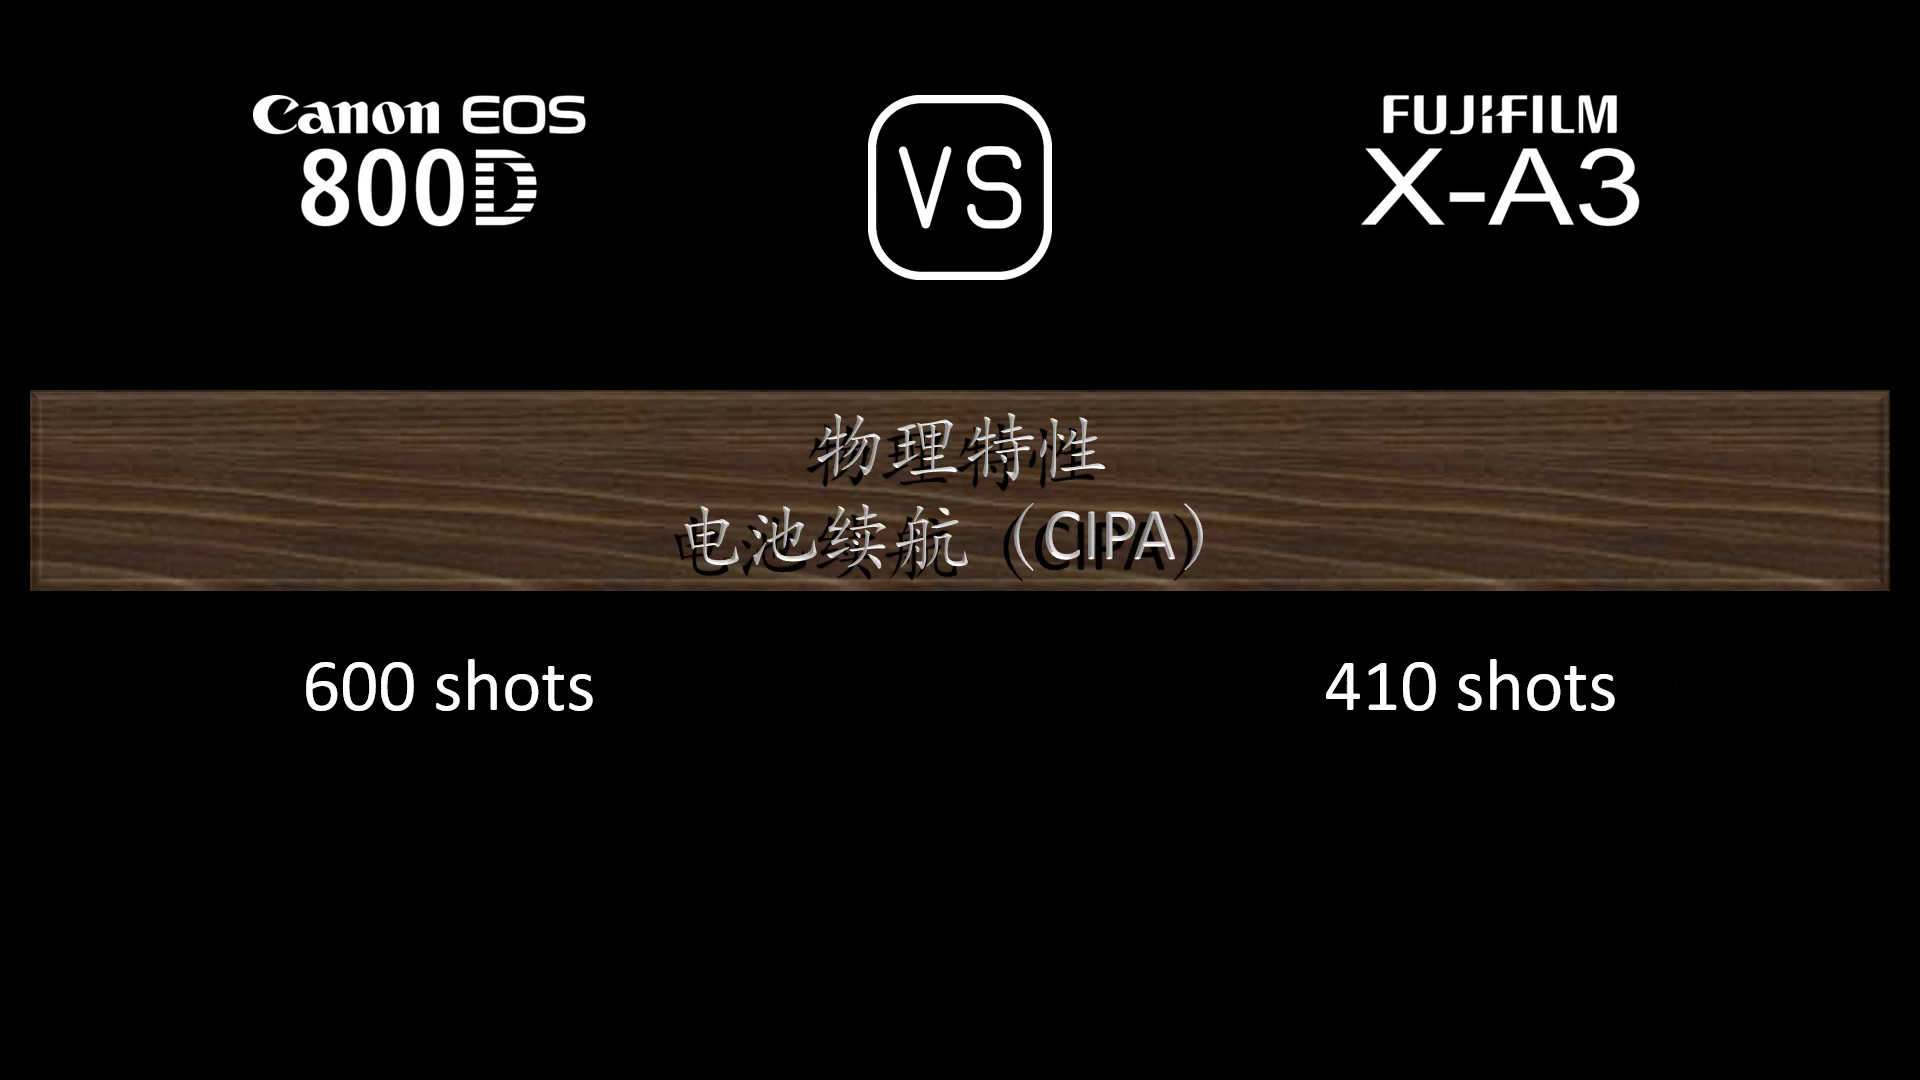 Canon EOS
800D
VS
FUJIFILM
X-A3
物理特性
电池续航（CIPA）
600 shots
410 shots